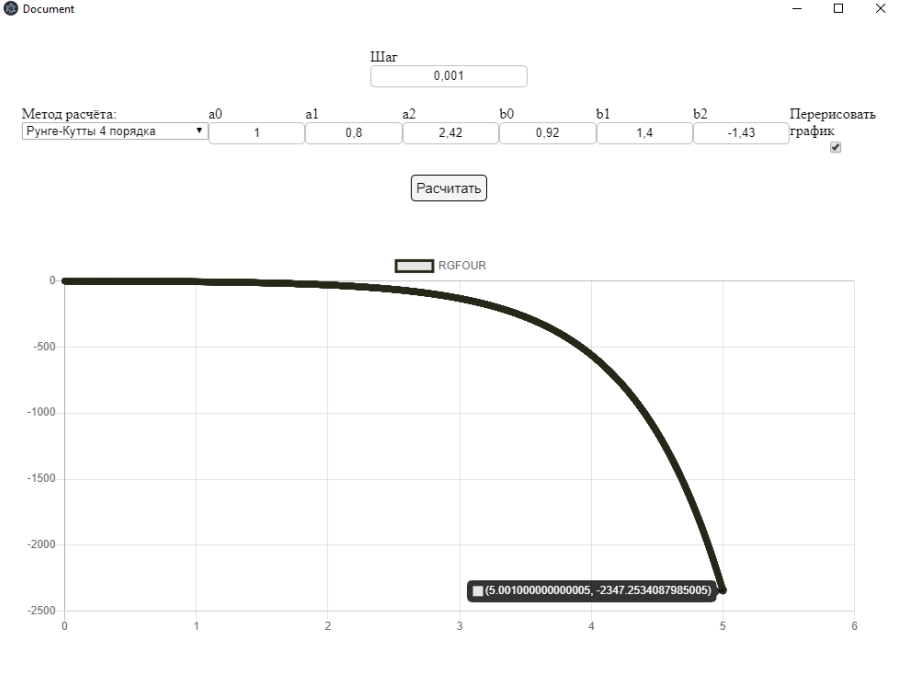 Document
Шаг
0,001
Метод расчёта: a0 a1 a2 b0 b1 b2 Перерисовать
Рунге-Кутты 4 порядка 1 0,8 2,42 0,92 1,4 -1,43 график
Расчитать
RGFOUR
0
-500
-1000
-1500
-2000
(5.001000000000005, -2347.2534087985005)
-2500
0 1 2 3 4 5 6